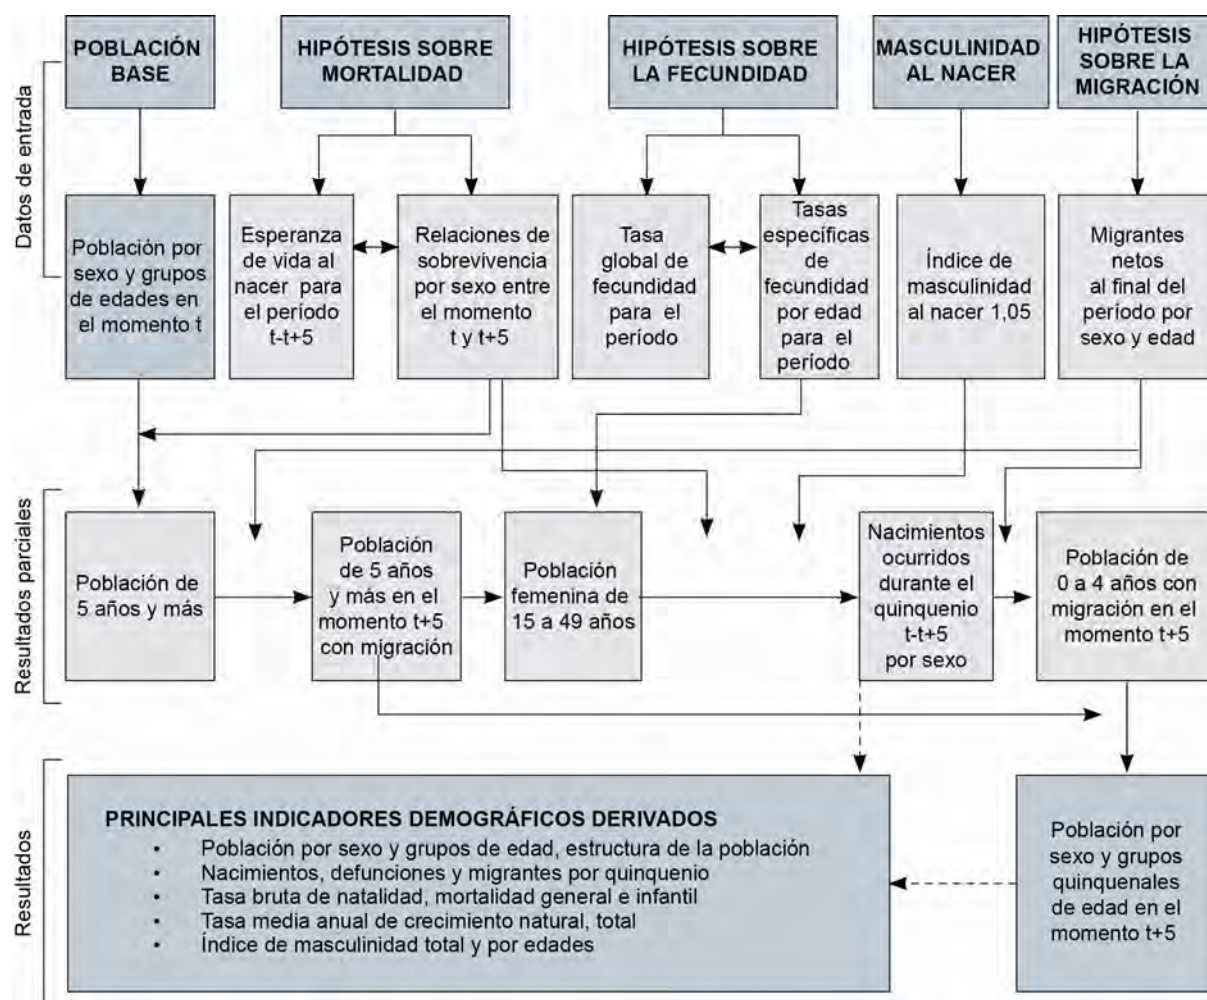 POBLACIÓN
BASE
HIPÓTESIS SOBRE
MORTALIDAD
HIPÓTESIS SOBRE
LA FECUNDIDAD
MASCULINIDAD
AL NACER
HIPÓTESIS
SOBRE LA
MIGRACIÓN
Datos de entrada
Población por
sexo y grupos
de edades en
el momento t
Esperanza
de vida al
nacer para
el período
t-t+5
Relaciones de
sobrevivencia
por sexo entre
el momento
t y t+5
Tasa
global de
fecundidad
para el
período
Tasas
específicas
de
fecundidad
por edad
para el
período
Índice de
masculinidad
al nacer 1,05
Migrantes
netos
al final del
período por
sexo y edad
Resultados parciales
Población de
5 años y más
Población
de 5 años
y más en el
momento t+5
con migración
Población
femenina de
15 a 49 años
Nacimientos
ocurridos
durante el
quinquenio
t-t+5
por sexo
Población de
0 a 4 años con
migración en el
momento t+5
Resultados
PRINCIPALES INDICADORES DEMOGRÁFICOS DERIVADOS
• Población por sexo y grupos de edad, estructura de la población
• Nacimientos, defunciones y migrantes por quinquenio
• Tasa bruta de natalidad, mortalidad general e infantil
• Tasa media anual de crecimiento natural, total
• Índice de masculinidad total y por edades
Población por
sexo y grupos
quinquenales
de edad en el
momento t+5